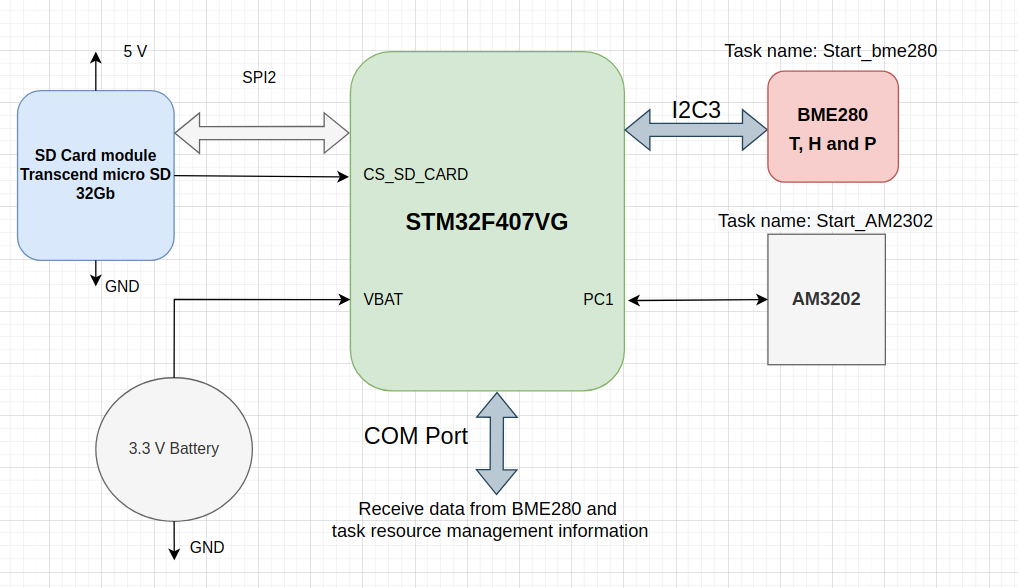 Task name: Start_bme280
5 V
SPI2
I2C3
BME280
T, H and P
SD Card module
Transcend micro SD
32Gb
CS_SD_CARD
STM32F407VG
Task name: Start_AM2302
GND
VBAT
PC1
AM3202
COM Port
3.3 V Battery
Receive data from BME280 and
task resource management information
GND